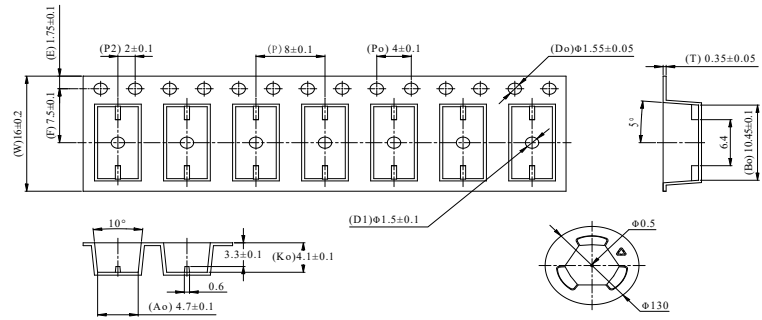 (E) 1.75±0.1
(P2) 2±0.1
(P) 8±0.1
(Po) 4±0.1
(Do)Φ1.55±0.05
(T) 0.35±0.05
(W)16±0.2
(F) 7.5±0.1
5°
6.4
(Bo) 10.45±0.1
(D1)Φ1.5±0.1
10°
3.3±0.1
(Ko)4.1±0.1
0.6
(Ao) 4.7±0.1
Φ0.5
Φ130